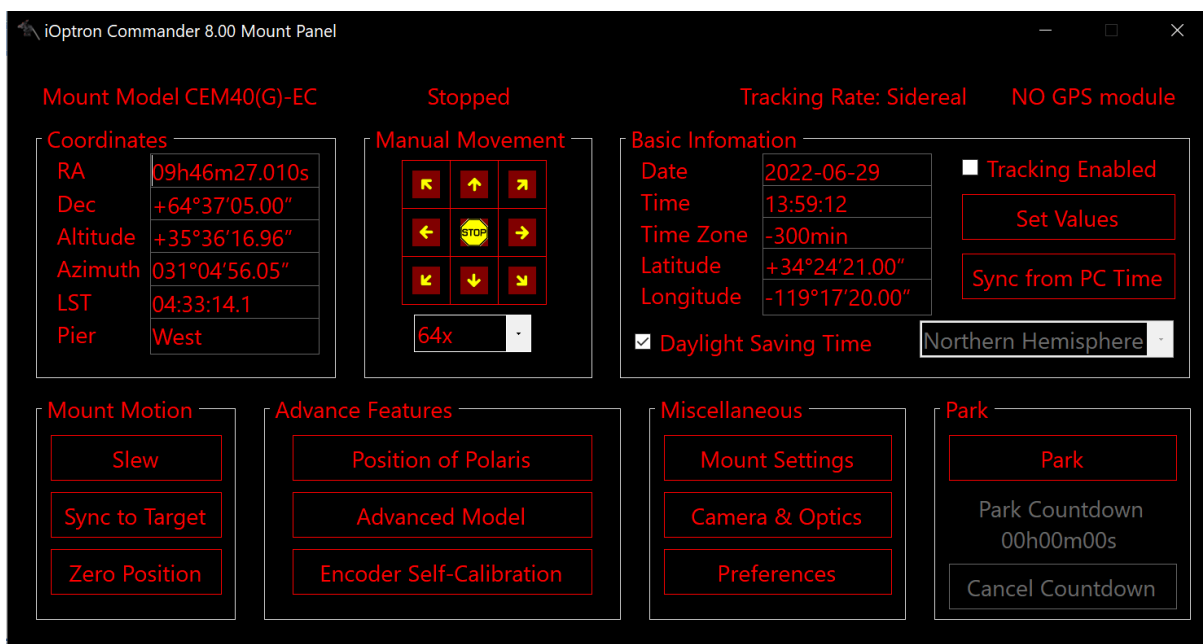 iOptron Commander 8.00 Mount Panel
Mount Model CEM40(G)-EC Stopped Tracking Rate: Sidereal NO GPS module
Coordinates
RA 09h46m27.010s
Dec +64°37′05.00″
Altitude +35°36′16.96″
Azimuth 031°04′56.05″
LST 04:33:14.1
Pier West
Manual Movement
STOP
64x
Basic Infomation
Date 2022-06-29
Time 13:59:12
Time Zone -300min
Latitude +34°24′21.00″
Longitude -119°17′20.00″
Daylight Saving Time
Tracking Enabled
Set Values
Sync from PC Time
Northern Hemisphere
Mount Motion
Slew
Sync to Target
Zero Position
Advance Features
Position of Polaris
Advanced Model
Encoder Self-Calibration
Miscellaneous
Mount Settings
Camera & Optics
Preferences
Park
Park
Park Countdown
00h00m00s
Cancel Countdown